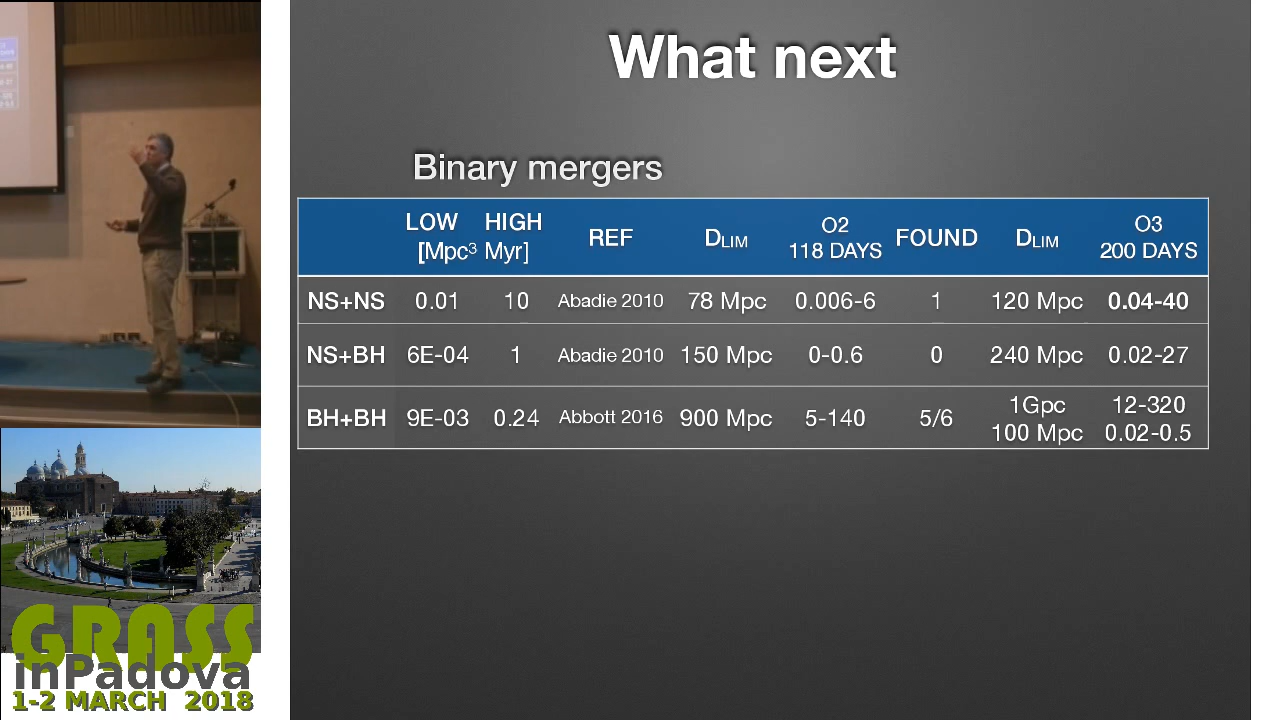 What next
Binary mergers
LOW HIGH [Mpc³ Myr] REF DLIM O2 118 DAYS FOUND DLIM O3 200 DAYS
NS+NS 0.01 10 Abadie 2010 78 Mpc 0.006-6 1 120 Mpc 0.04-40
NS+BH 6E-04 1 Abadie 2010 150 Mpc 0-0.6 0 240 Mpc 0.02-27
BH+BH 9E-03 0.24 Abbott 2016 900 Mpc 5-140 5/6 1Gpc 12-320
100 Mpc 0.02-0.5
GRASS
inPadova
1-2 MARCH 2018